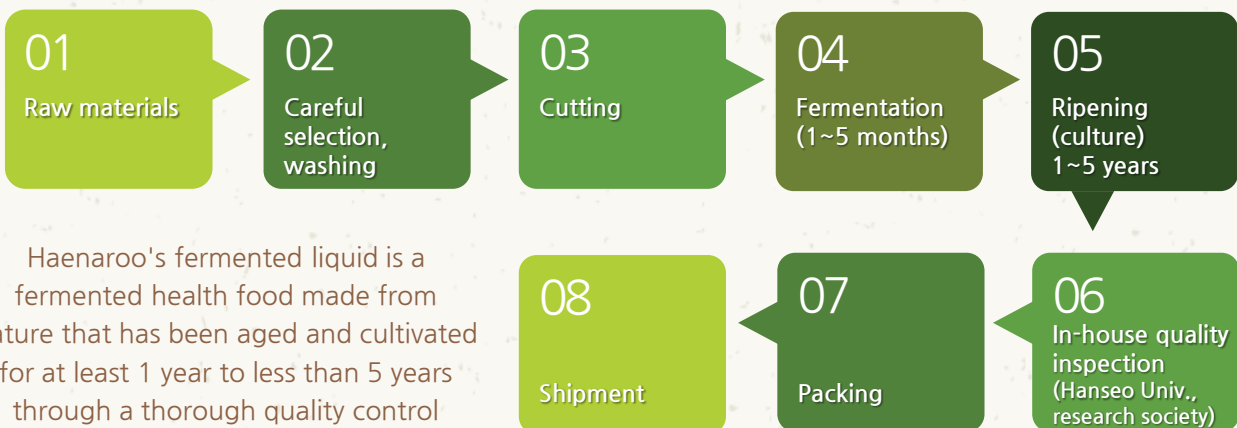 01
Raw materials
02
Careful
selection,
washing
03
Cutting
04
Fermentation
(1~5 months)
05
Ripening
(culture)
1~5 years
06
In-house quality
inspection
(Hanseo Univ.,
research society)
07
Packing
08
Shipment
Haenaroo's fermented liquid is a
fermented health food made from
that has been aged and cultivated
for at least 1 year to less than 5 years
through a thorough quality control